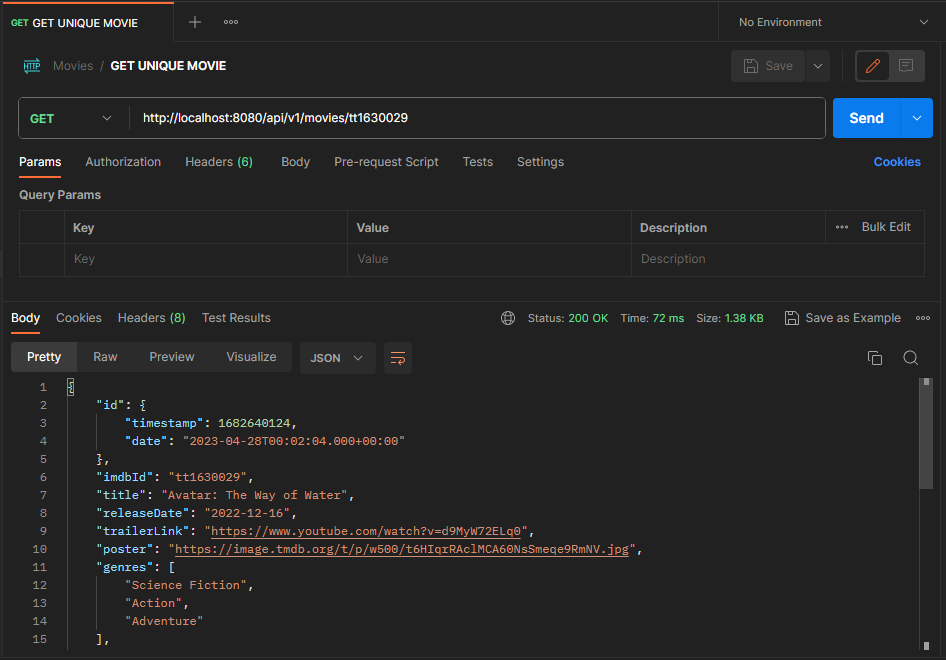 GET GET UNIQUE MOVIE No Environment
HTTP Movies / GET UNIQUE MOVIE Save
GET http://localhost:8080/api/v1/movies/tt1630029 Send
Params Authorization Headers (6) Body Pre-request Script Tests Settings Cookies
Query Params
Key Value Description Bulk Edit
Key Value Description
Body Cookies Headers (8) Test Results Status: 200 OK Time: 72 ms Size: 1.38 KB Save as Example
Pretty Raw Preview Visualize JSON
1 {
2 "id": {
3 "timestamp": 1682640124,
4 "date": "2023-04-28T00:02:04.000+00:00"
5 },
6 "imdbId": "tt1630029",
7 "title": "Avatar: The Way of Water",
8 "releaseDate": "2022-12-16",
9 "trailerLink": "https://www.youtube.com/watch?v=d9MyW72ELq0",
10 "poster": "https://image.tmdb.org/t/p/w500/t6HIqrRAclMCA60NsSmeqe9RmNV.jpg",
11 "genres": [
12 "Science Fiction",
13 "Action",
14 "Adventure"
15 ],